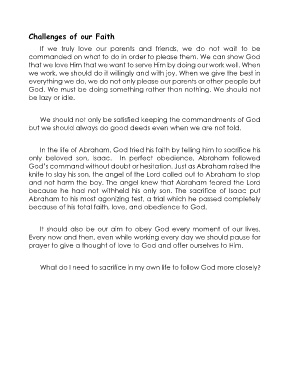 Challenges of our Faith
If we truly love our parents and friends, we do not wait to be
commanded on what to do in order to please them. We can show God
that we love Him that we want to serve Him by doing our work well. When
we work, we should do it willingly and with joy. When we give the best in
everything we do, we do not only please our parents or other people but
God. We must be doing something rather than nothing. We should not
be lazy or idle.
We should not only be satisfied keeping the commandments of God
but we should always do good deeds even when we are not told.
In the life of Abraham, God tried his faith by telling him to sacrifice his
only beloved son, Isaac. In perfect obedience, Abraham followed
God's command without doubt or hesitation. Just as Abraham raised the
knife to slay his son, the angel of the Lord called out to Abraham to stop
and not harm the boy. The angel knew that Abraham feared the Lord
because he had not withheld his only son. The sacrifice of Isaac put
Abraham to his most agonizing test, a trial which he passed completely
because of his total faith, love, and obedience to God.
It should also be our aim to obey God every moment of our lives.
Every now and then, even while working every day we should pause for
prayer to give a thought of love to God and offer ourselves to Him.
What do I need to sacrifice in my own life to follow God more closely?